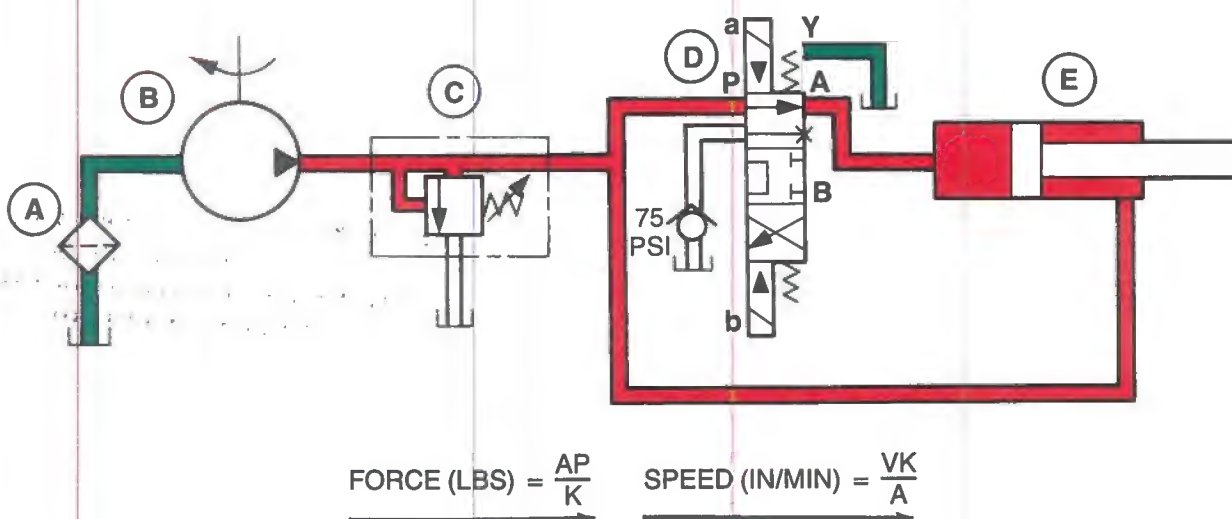 a
Y
D
P
A
E
B
C
A
75
PSI
B
b
FORCE (LBS) = AP/K
SPEED (IN/MIN) = VK/A